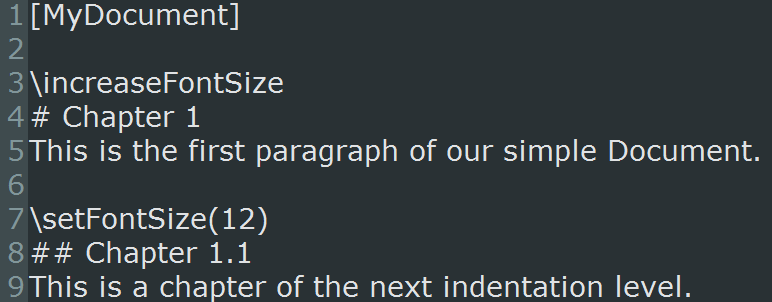 1 [MyDocument]
2
3 \increaseFontSize
4 # Chapter 1
5 This is the first paragraph of our simple Document.
6
7 \setFontSize(12)
8 ## Chapter 1.1
9 This is a chapter of the next indentation level.